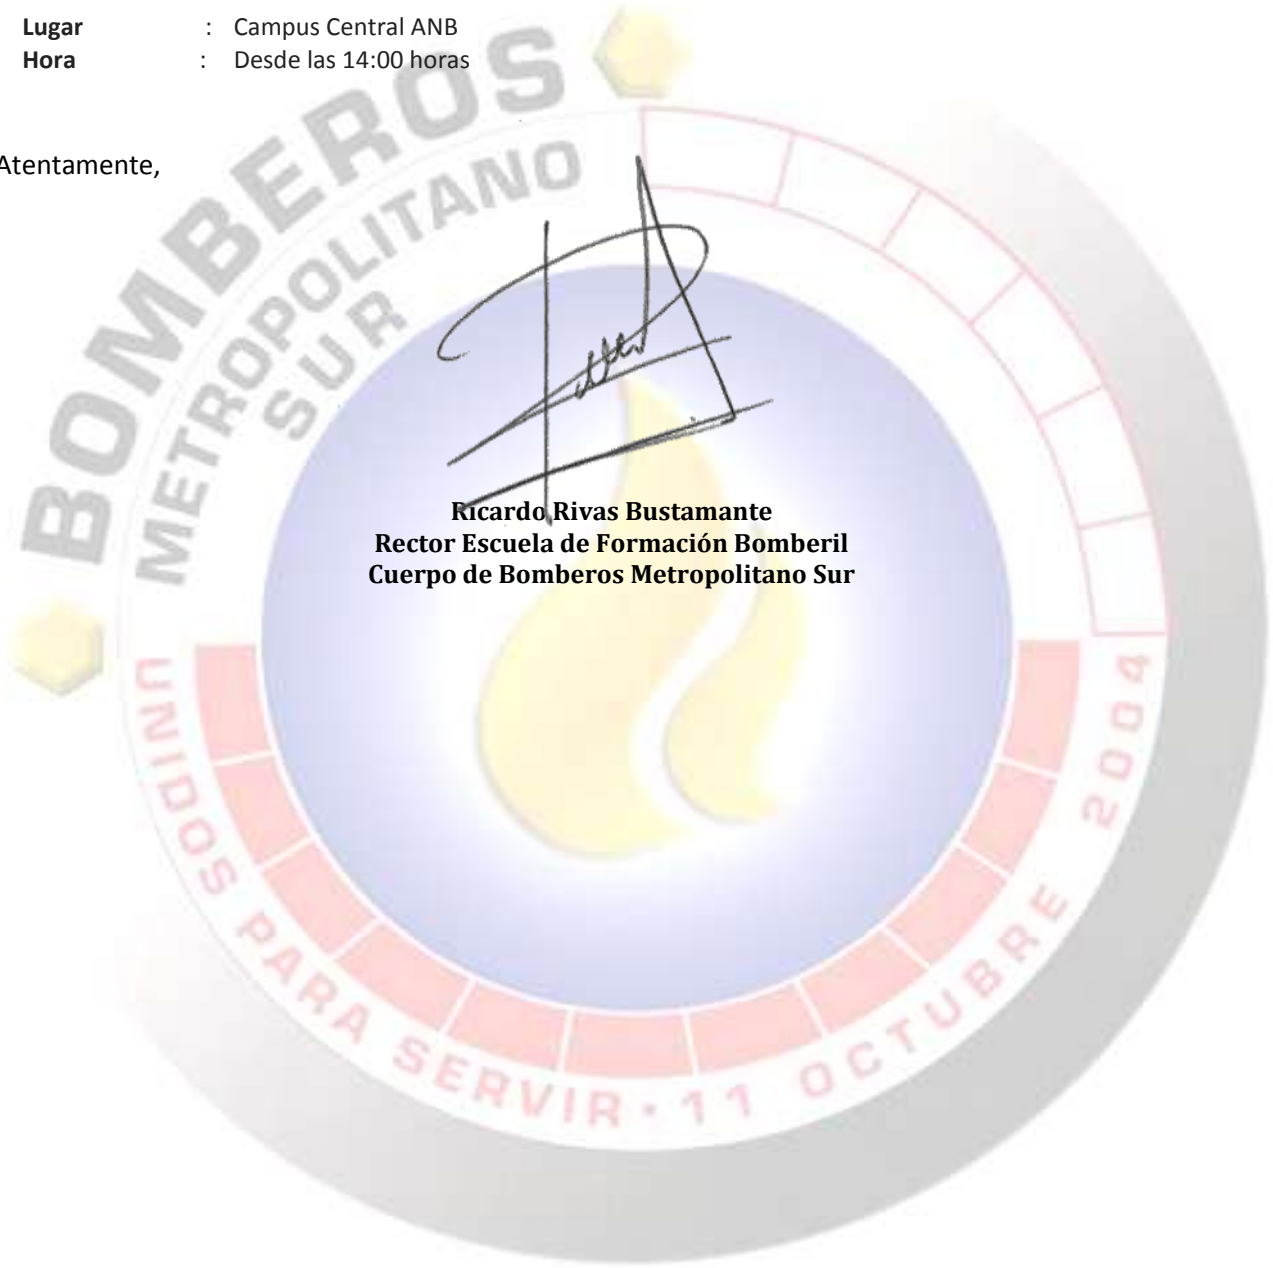 Lugar : Campus Central ANB
Hora : Desde las 14:00 horas
Atentamente,
Ricardo Rivas Bustamante
Rector Escuela de Formación Bomberil
Cuerpo de Bomberos Metropolitano Sur
BOMBEROS
METROPOLITANO
SUR
UNIDOS PARA SERVIR · 11 OCTUBRE 2004